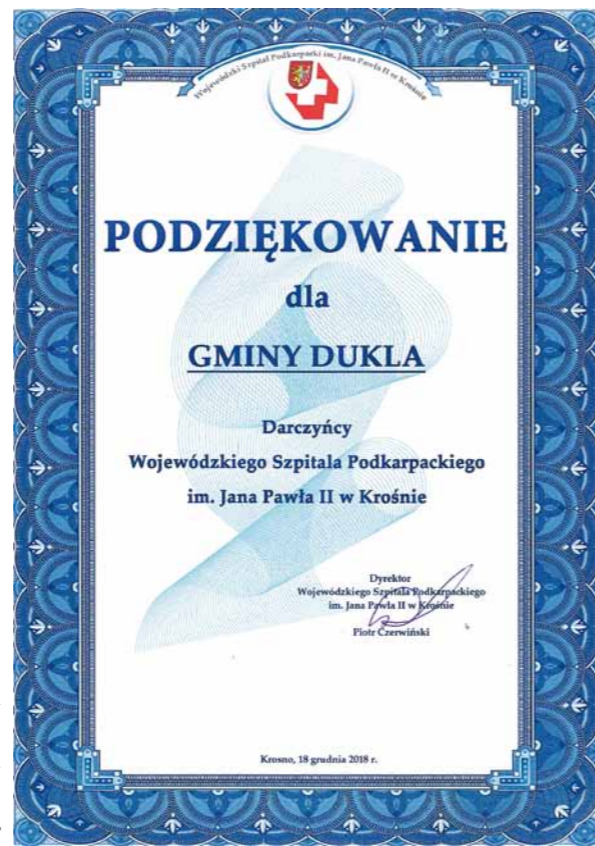 Wojewódzki Szpital Podkarpacki im. Jana Pawła II w Krośnie
PODZIĘKOWANIE
dla
GMINY DUKLA
Darczyńcy
Wojewódzkiego Szpitala Podkarpackiego
im. Jana Pawła II w Krośnie
Dyrektor
Wojewódzkiego Szpitala Podkarpackiego
im. Jana Pawła II w Krośnie
Piotr Czerwiński
Krosno, 18 grudnia 2018 r.